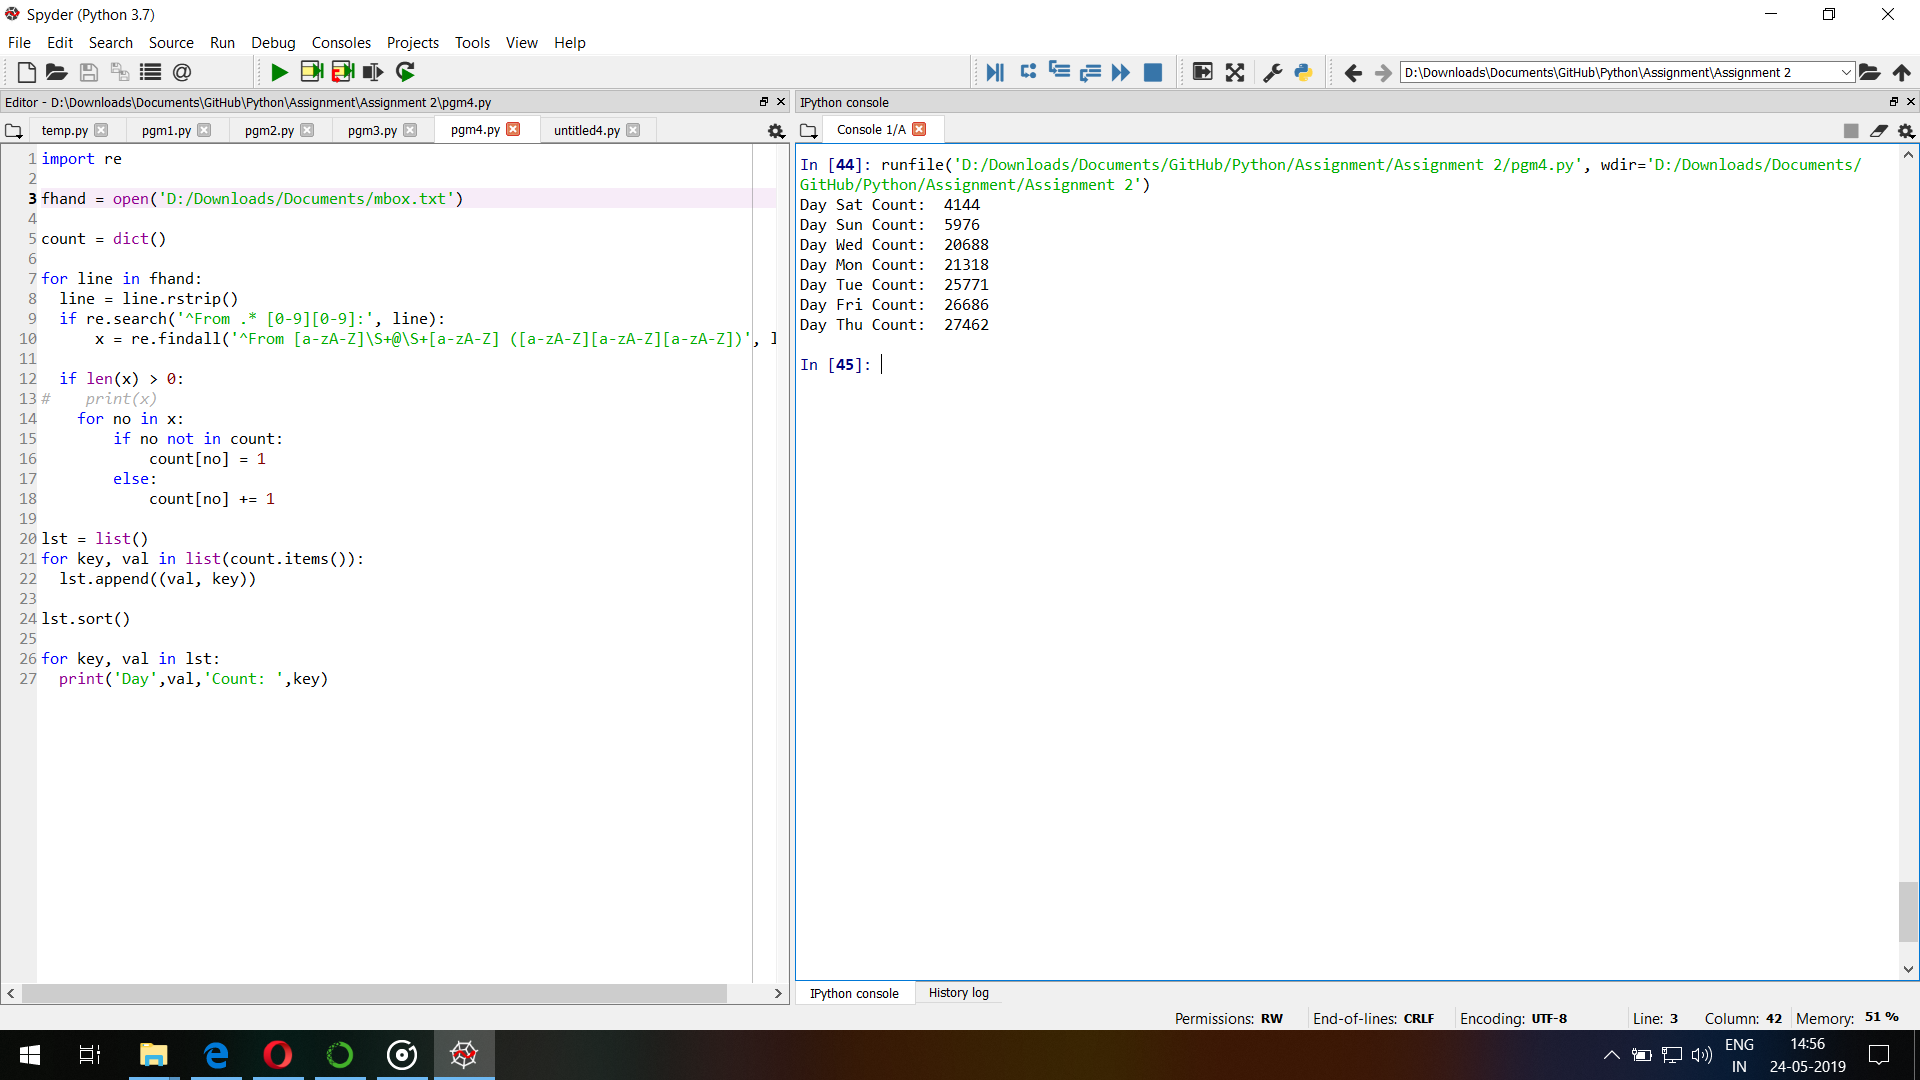 Spyder (Python 3.7)
File Edit Search Source Run Debug Consoles Projects Tools View Help
D:\Downloads\Documents\GitHub\Python\Assignment\Assignment 2
Editor - D:\Downloads\Documents\GitHub\Python\Assignment\Assignment 2\pgm4.py
temp.py pgm1.py pgm2.py pgm3.py pgm4.py untitled4.py
1 import re
2
3 fhand = open('D:/Downloads/Documents/mbox.txt')
4
5 count = dict()
6
7 for line in fhand:
8   line = line.rstrip()
9   if re.search('^From .* [0-9][0-9]:', line):
10       x = re.findall('^From [a-zA-Z]\S+@\S+[a-zA-Z] ([a-zA-Z][a-zA-Z][a-zA-Z])', l
11
12   if len(x) > 0:
13 #    print(x)
14     for no in x:
15         if no not in count:
16             count[no] = 1
17         else:
18             count[no] += 1
19
20 lst = list()
21 for key, val in list(count.items()):
22   lst.append((val, key))
23
24 lst.sort()
25
26 for key, val in lst:
27   print('Day',val,'Count: ',key)
IPython console
Console 1/A
In [44]: runfile('D:/Downloads/Documents/GitHub/Python/Assignment/Assignment 2/pgm4.py', wdir='D:/Downloads/Documents/
GitHub/Python/Assignment/Assignment 2')
Day Sat Count:  4144
Day Sun Count:  5976
Day Wed Count:  20688
Day Mon Count:  21318
Day Tue Count:  25771
Day Fri Count:  26686
Day Thu Count:  27462
In [45]:
IPython console History log
Permissions: RW End-of-lines: CRLF Encoding: UTF-8 Line: 3 Column: 42 Memory: 51 %
ENG
IN
14:56
24-05-2019